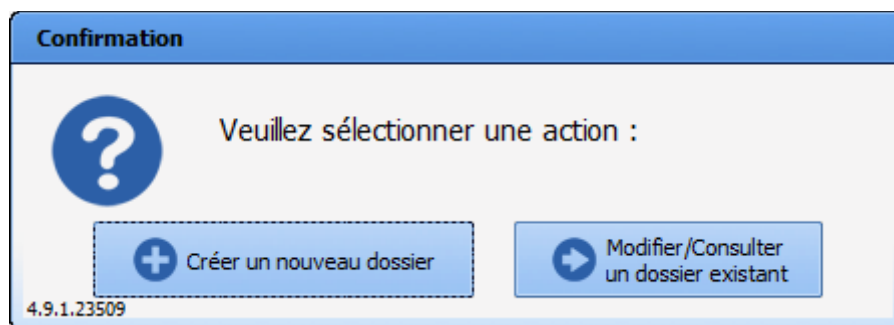 Confirmation
Veuillez sélectionner une action :
Créer un nouveau dossier
Modifier/Consulter
un dossier existant
4.9.1.23509